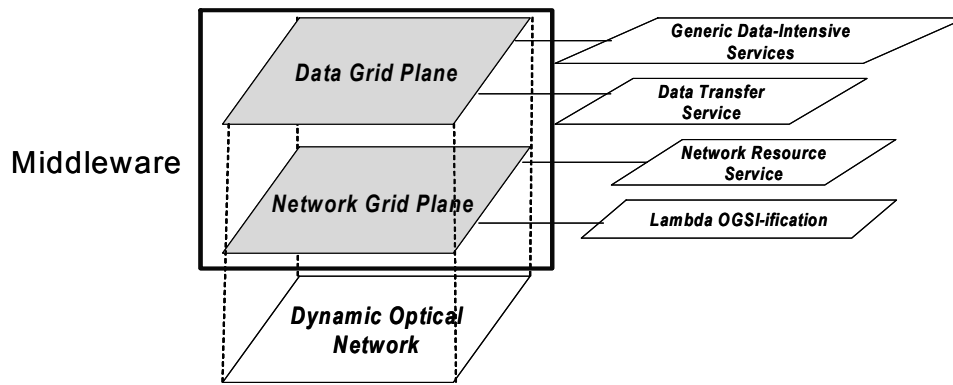 Generic Data-Intensive
Services
Data Grid Plane
Data Transfer
Service
Middleware
Network Resource
Service
Network Grid Plane
Lambda OGSI-ification
Dynamic Optical
Network